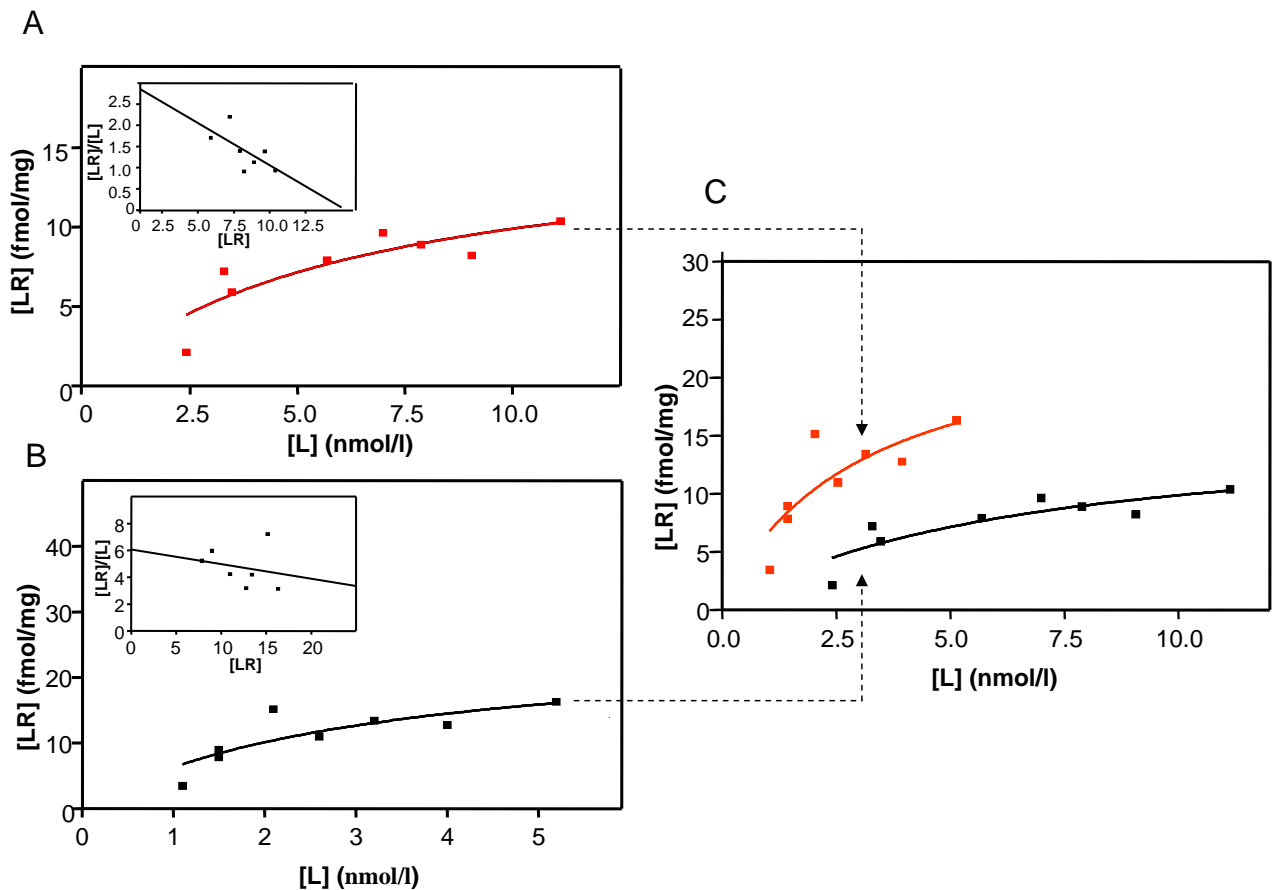 A
2.5
2.0
1.5
1.0
0.5
0
1 2.5 5.0 7.5 10.0 12.5
[LR]/[L]
[LR]
15
10
5
0
[LR] (fmol/mg)
0 2.5 5.0 7.5 10.0
[L] (nmol/l)
B
8
6
4
2
0
0 5 10 15 20
[LR]/[L]
[LR]
40
30
20
10
0
[LR] (fmol/mg)
0 1 2 3 4 5
[L] (nmol/l)
C
30
25
20
15
10
5
0
[LR] (fmol/mg)
0.0 2.5 5.0 7.5 10.0
[L] (nmol/l)